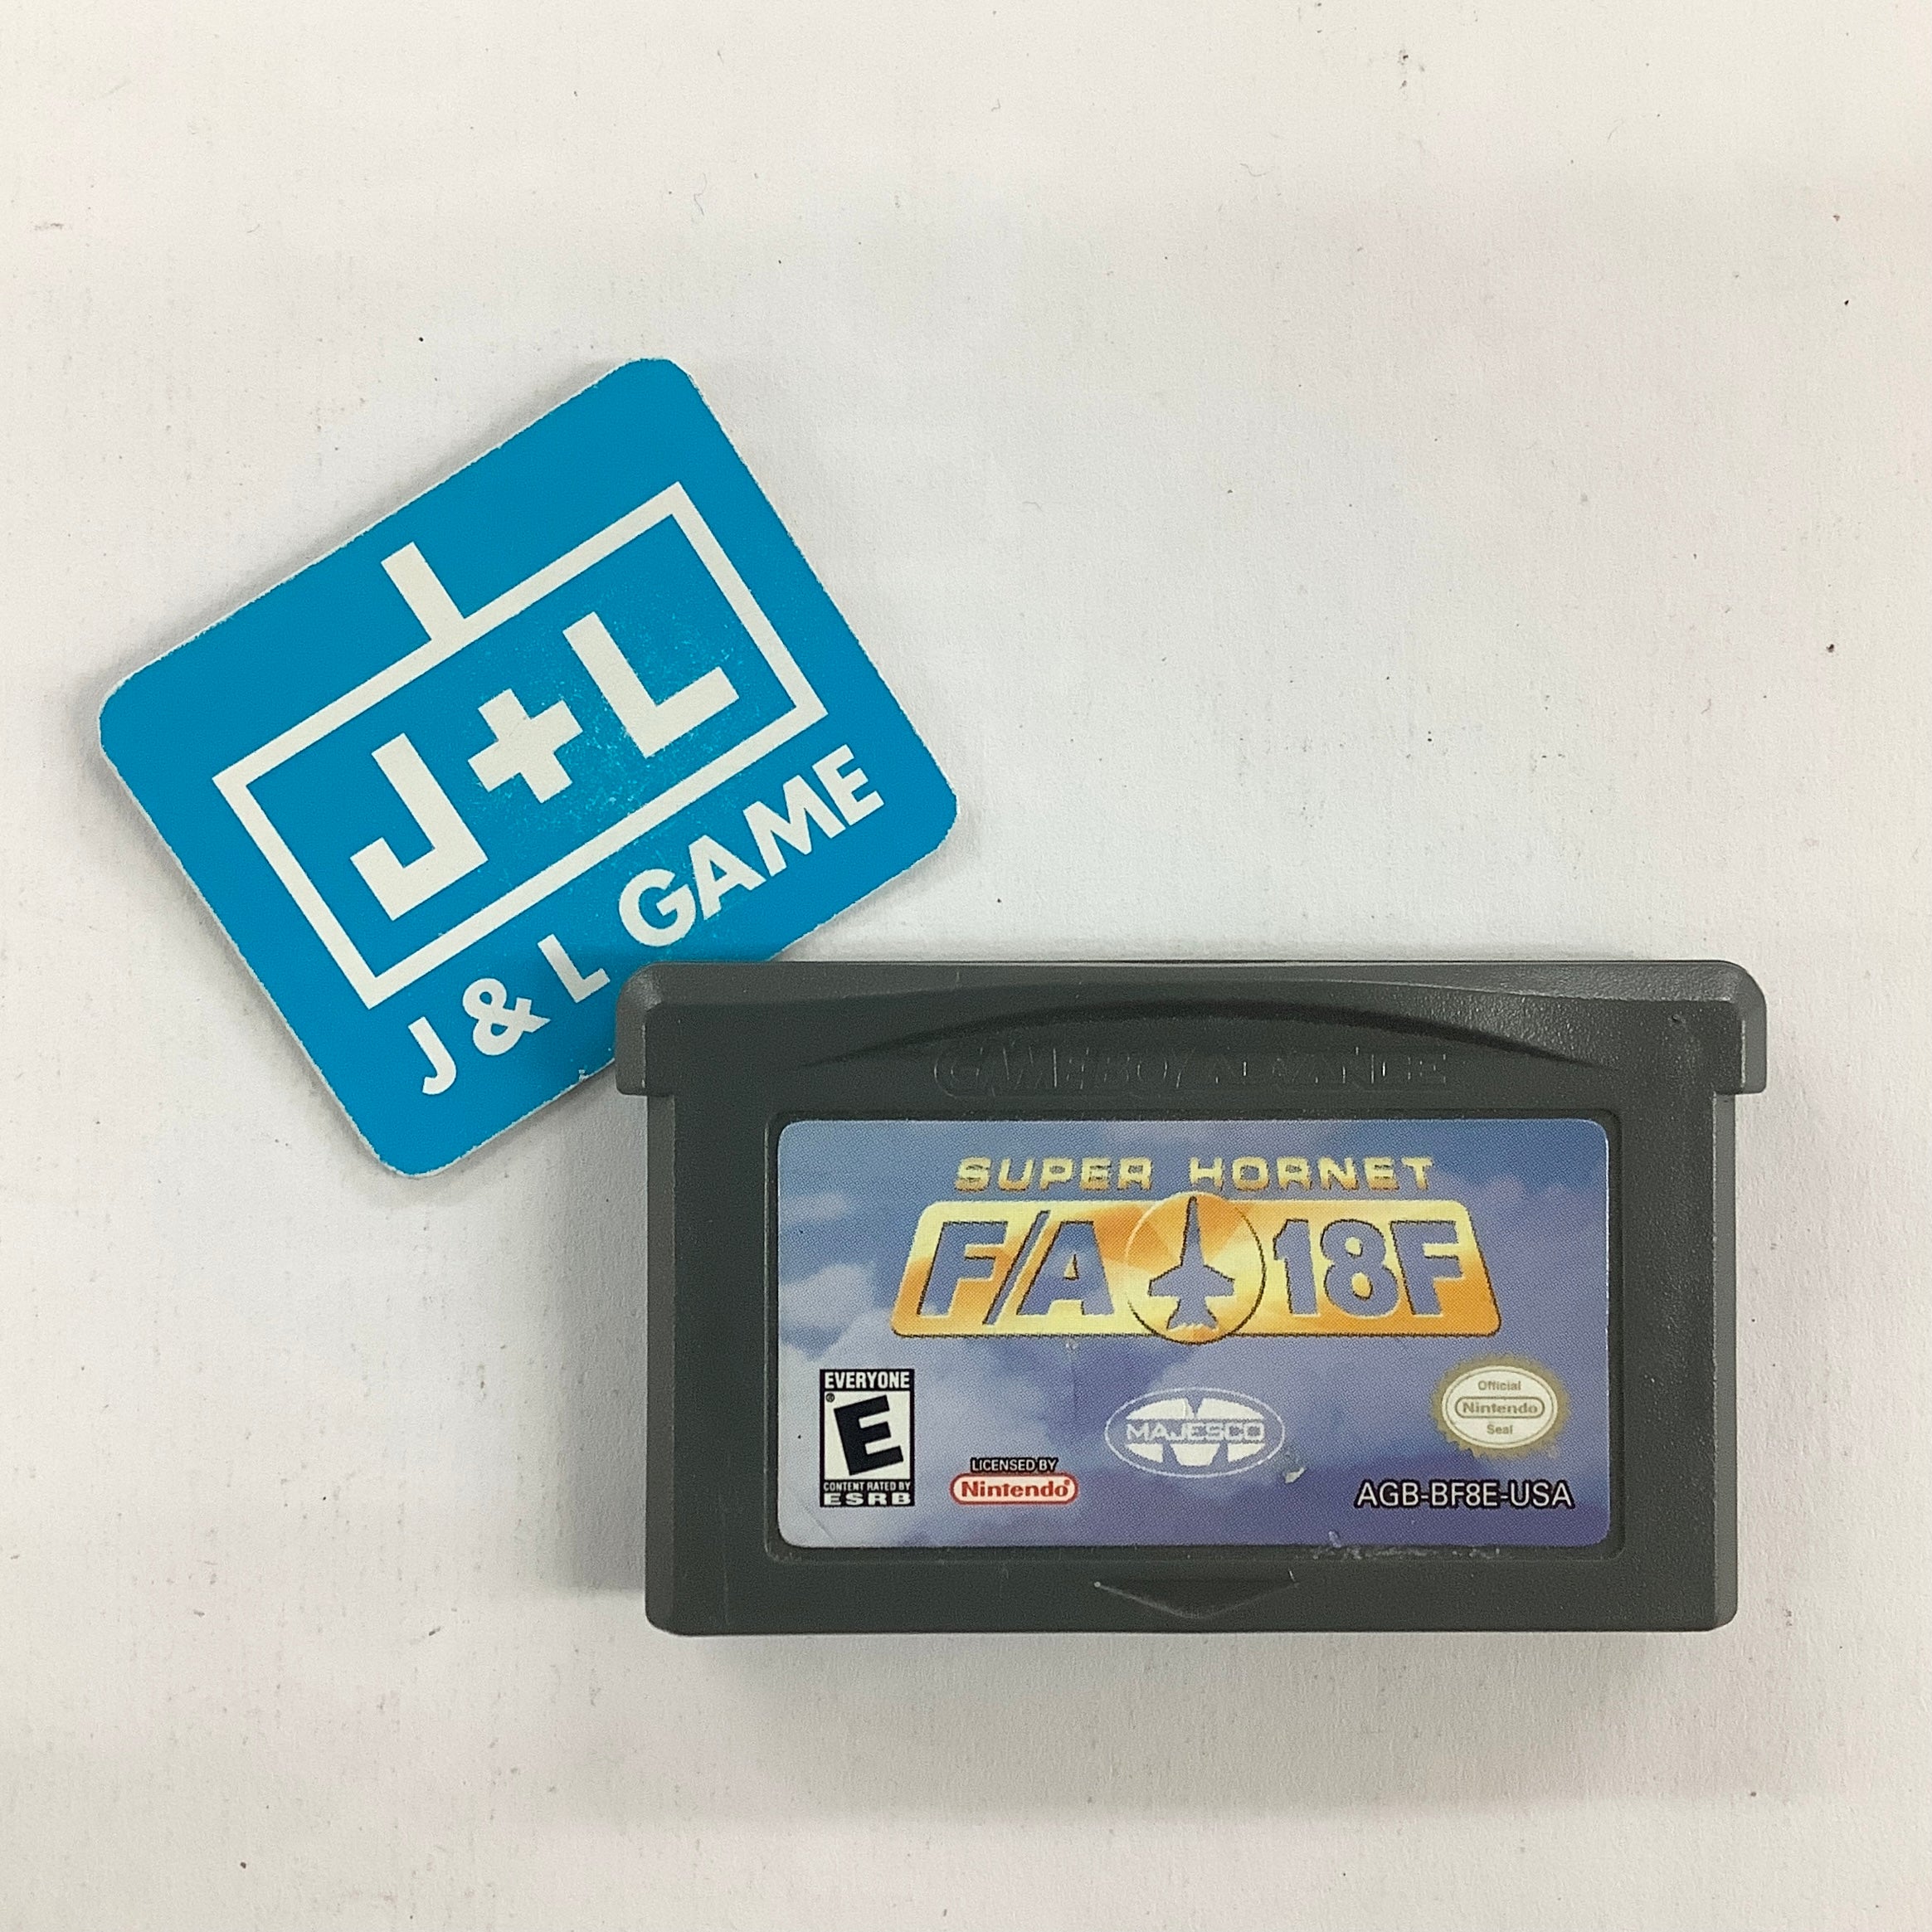 J+L
J & L GAME
GAME BOY ADVANCE
SUPER HORNET
F/A 18F
EVERYONE
E
CONTENT RATED BY
ESRB
LICENSED BY
Nintendo®
MAJESCO
Official
Nintendo
Seal
AGB-BF8E-USA